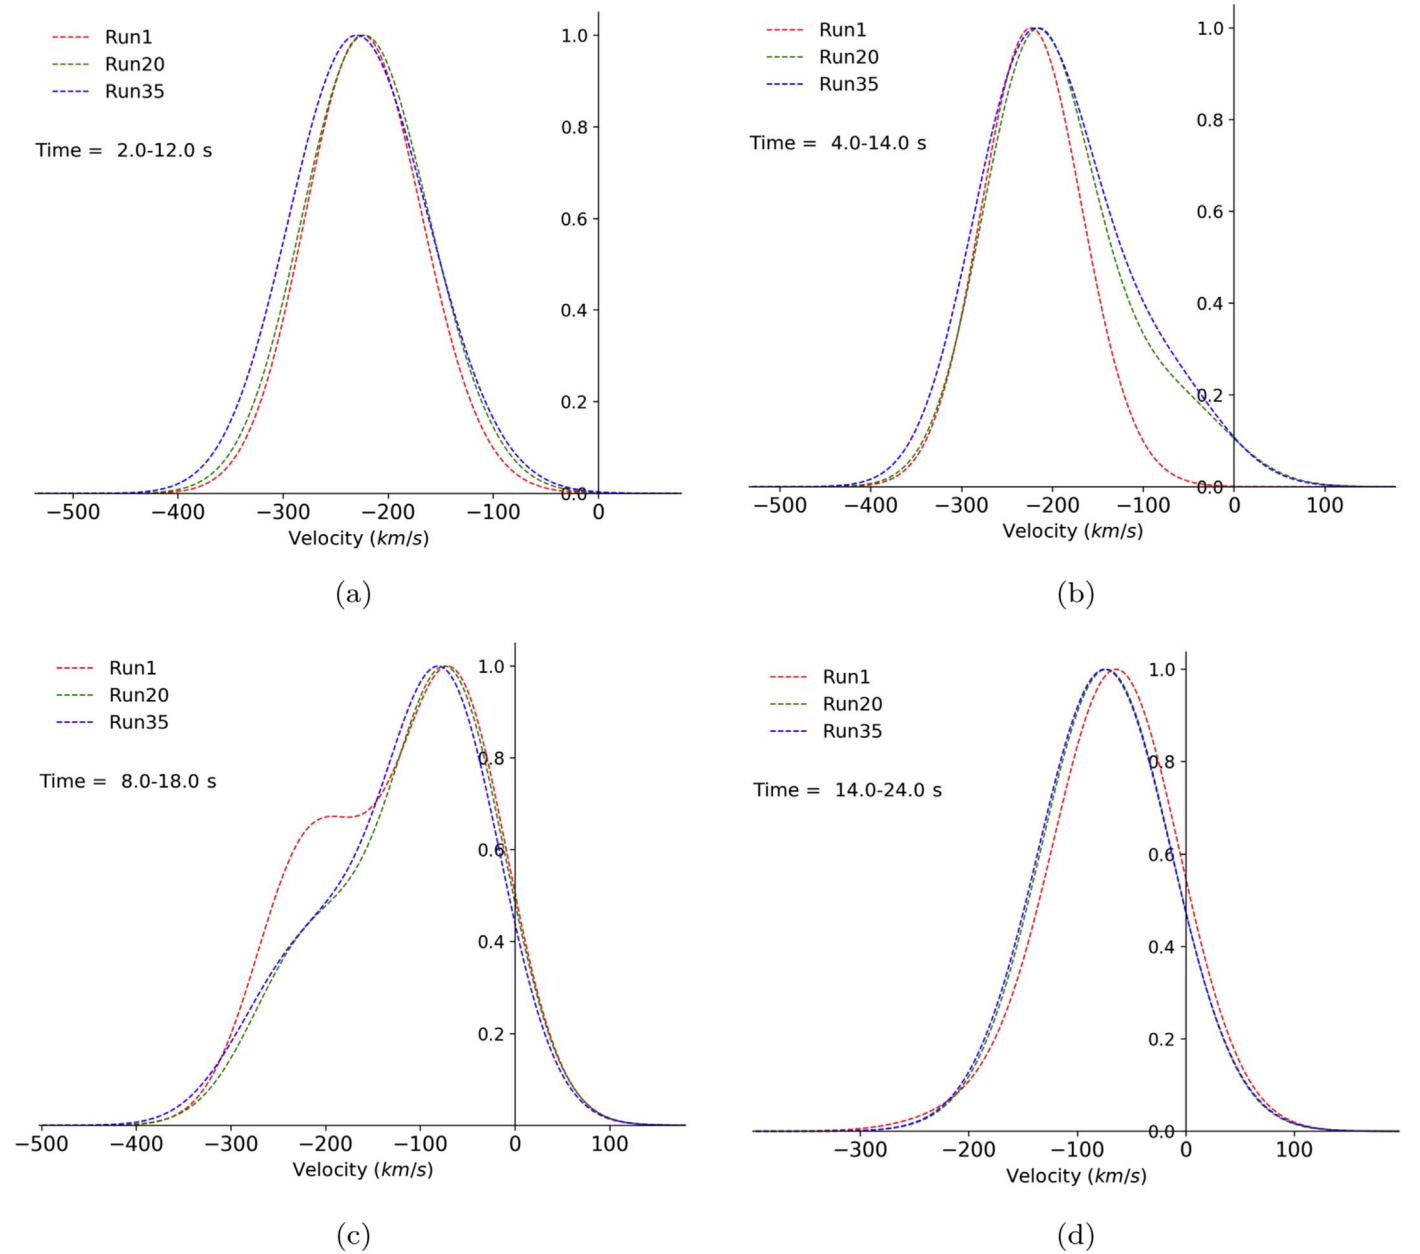 Run1
Run20
Run35
Time = 2.0-12.0 s
1.0
0.8
0.6
0.4
0.2
0.0
−500 −400 −300 −200 −100 0
Velocity (km/s)
(a)
Run1
Run20
Run35
Time = 4.0-14.0 s
1.0
0.8
0.6
0.4
0.2
0.0
−500 −400 −300 −200 −100 0 100
Velocity (km/s)
(b)
Run1
Run20
Run35
Time = 8.0-18.0 s
1.0
0.8
0.6
0.4
0.2
−500 −400 −300 −200 −100 0 100
Velocity (km/s)
(c)
Run1
Run20
Run35
Time = 14.0-24.0 s
1.0
0.8
0.6
0.4
0.2
0.0
−300 −200 −100 0 100
Velocity (km/s)
(d)